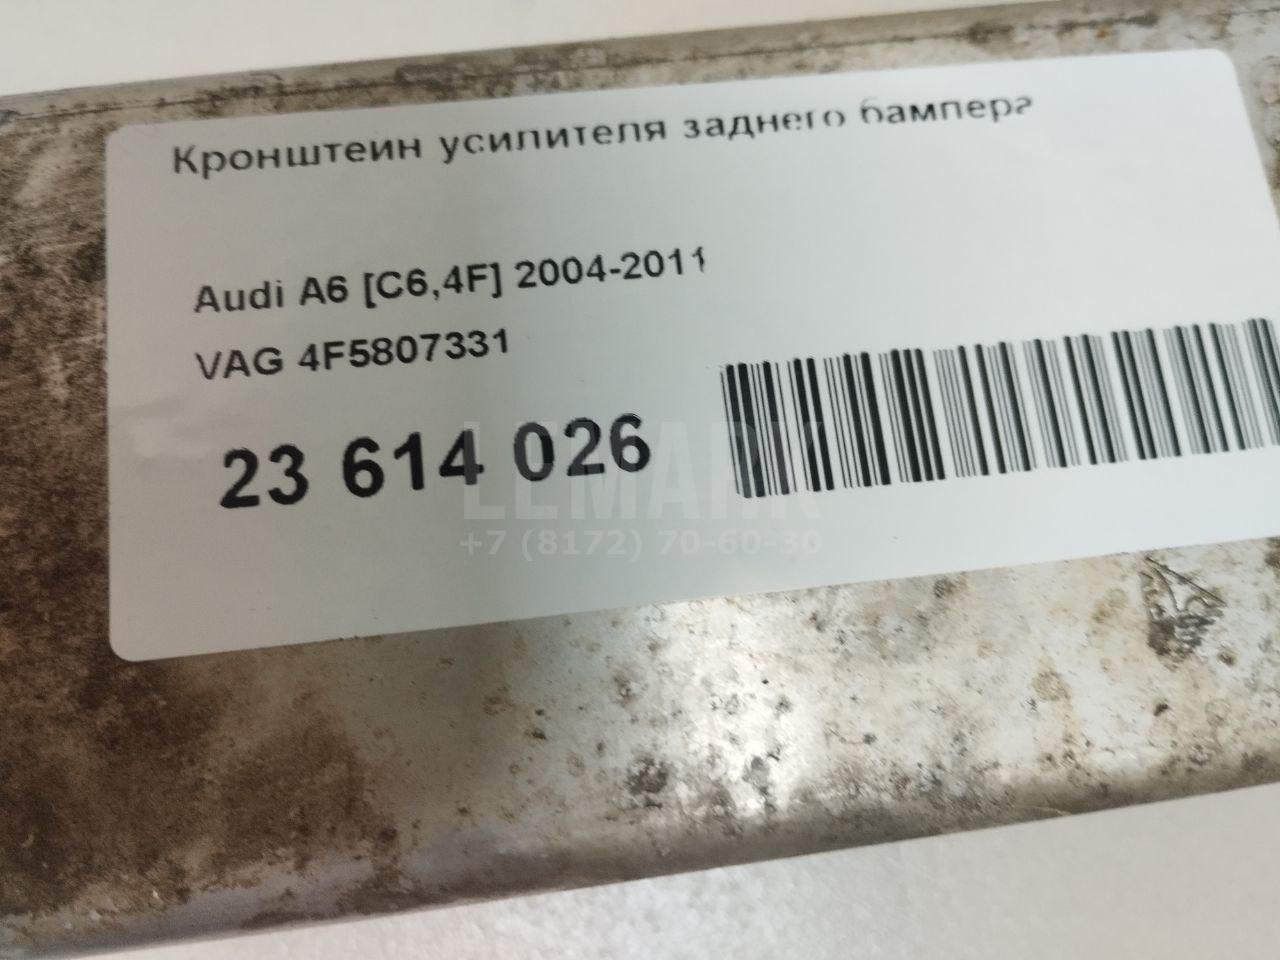 Кронштеин усилителя заднего бампера
Audi A6 [C6,4F] 2004-2011
VAG 4F5807331
23 614 026
LEMARK
+7 (8172) 70-60-30